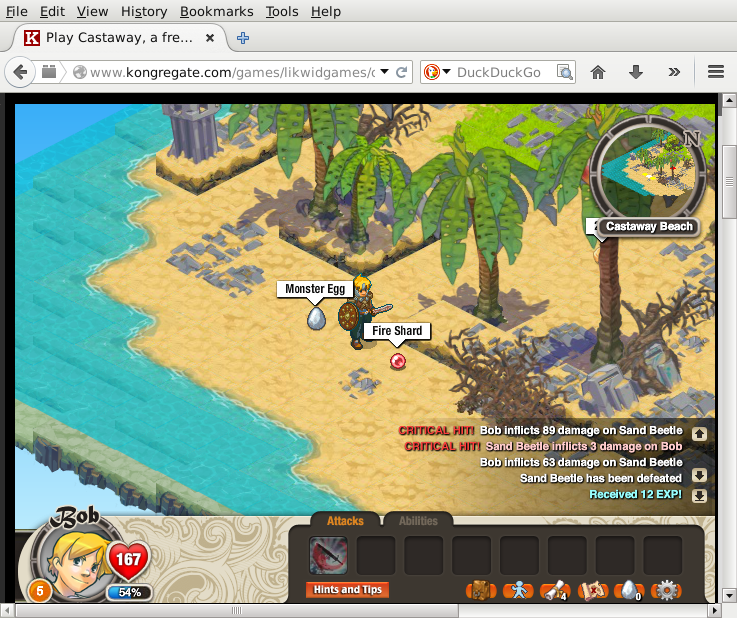 File Edit View History Bookmarks Tools Help
K Play Castaway, a fre...
www.kongregate.com/games/likwidgames/c
DuckDuckGo
N
Castaway Beach
Monster Egg
Fire Shard
CRITICAL HIT! Bob inflicts 89 damage on Sand Beetle
CRITICAL HIT! Sand Beetle inflicts 3 damage on Bob
Bob inflicts 63 damage on Sand Beetle
Sand Beetle has been defeated
Received 12 EXP!
Bob
167
54%
5
Attacks Abilities
Hints and Tips
4
0